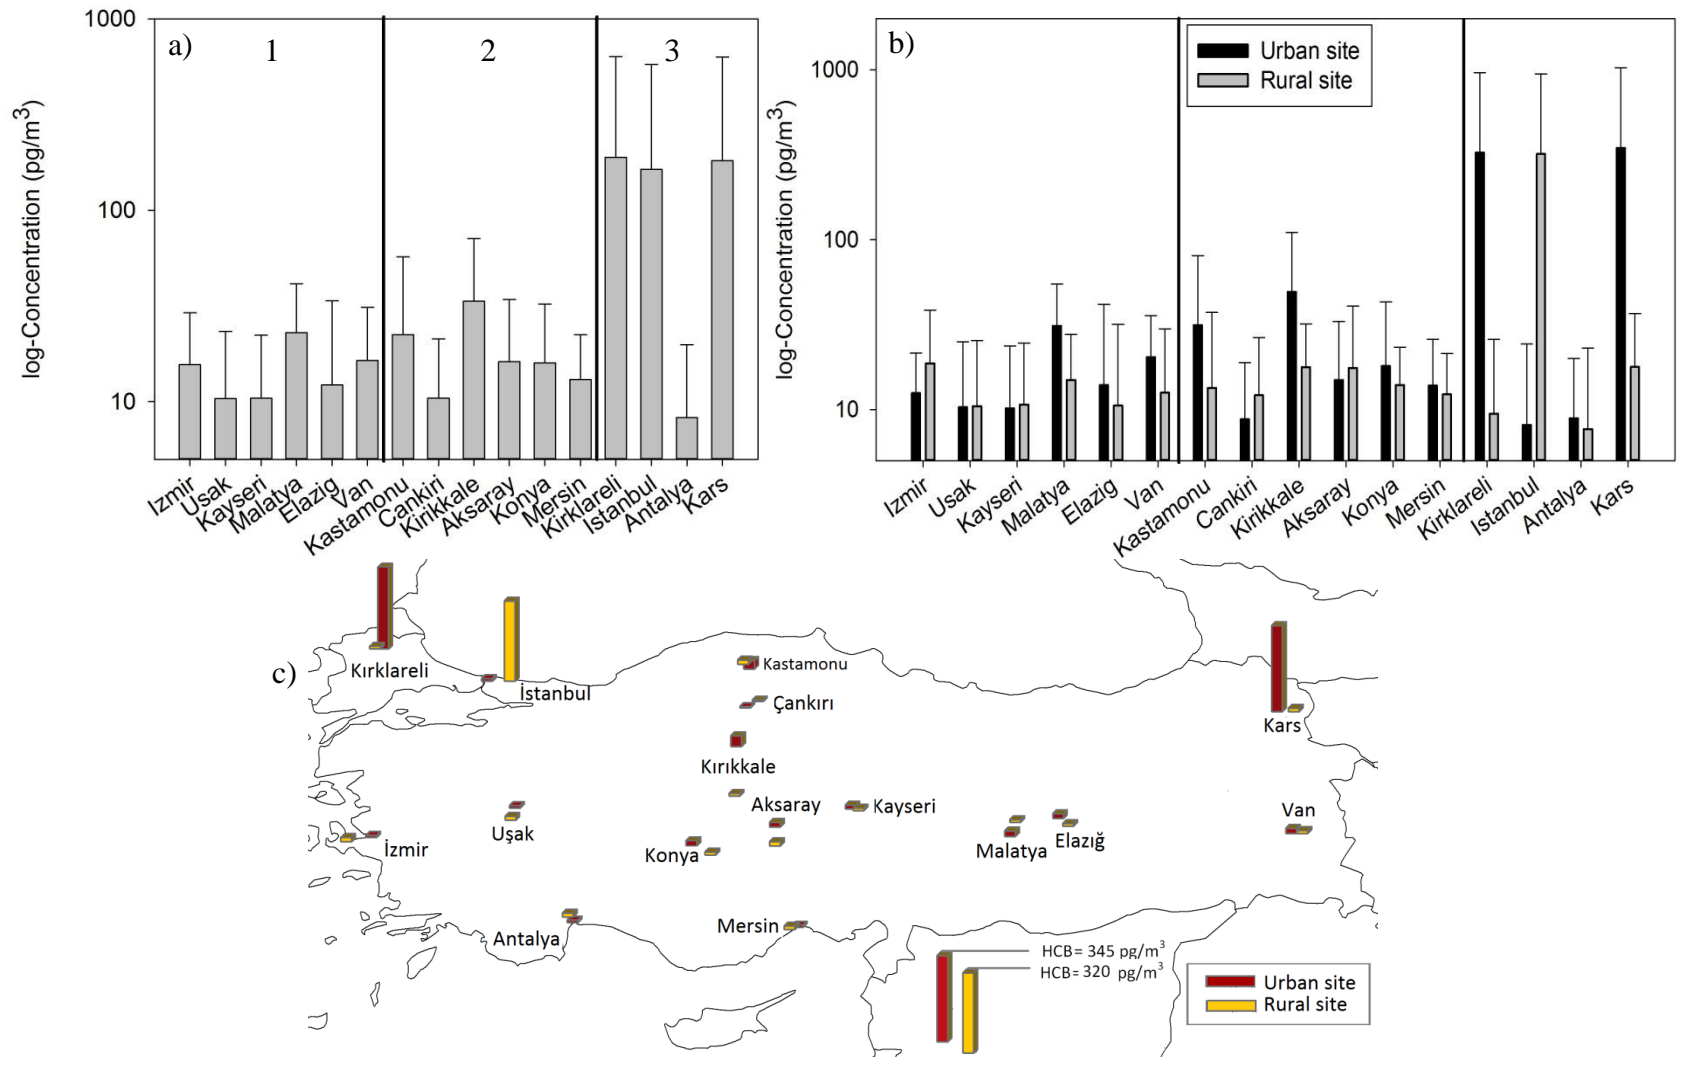 a)
1
2
3
1000
100
10
log-Concentration (pg/m3)
Izmir
Usak
Kayseri
Malatya
Elazig
Van
Kastamonu
Cankiri
Kirikkale
Aksaray
Konya
Mersin
Kirklareli
Istanbul
Antalya
Kars
b)
Urban site
Rural site
1000
100
10
log-Concentration (pg/m3)
Izmir
Usak
Kayseri
Malatya
Elazig
Van
Kastamonu
Cankiri
Kirikkale
Aksaray
Konya
Mersin
Kirklareli
Istanbul
Antalya
Kars
c)
Kırklareli
İstanbul
Kastamonu
Çankırı
Kars
Kırıkkale
Aksaray
Kayseri
Van
Uşak
İzmir
Konya
Malatya
Elazığ
Antalya
Mersin
HCB= 345 pg/m3
HCB= 320 pg/m3
Urban site
Rural site